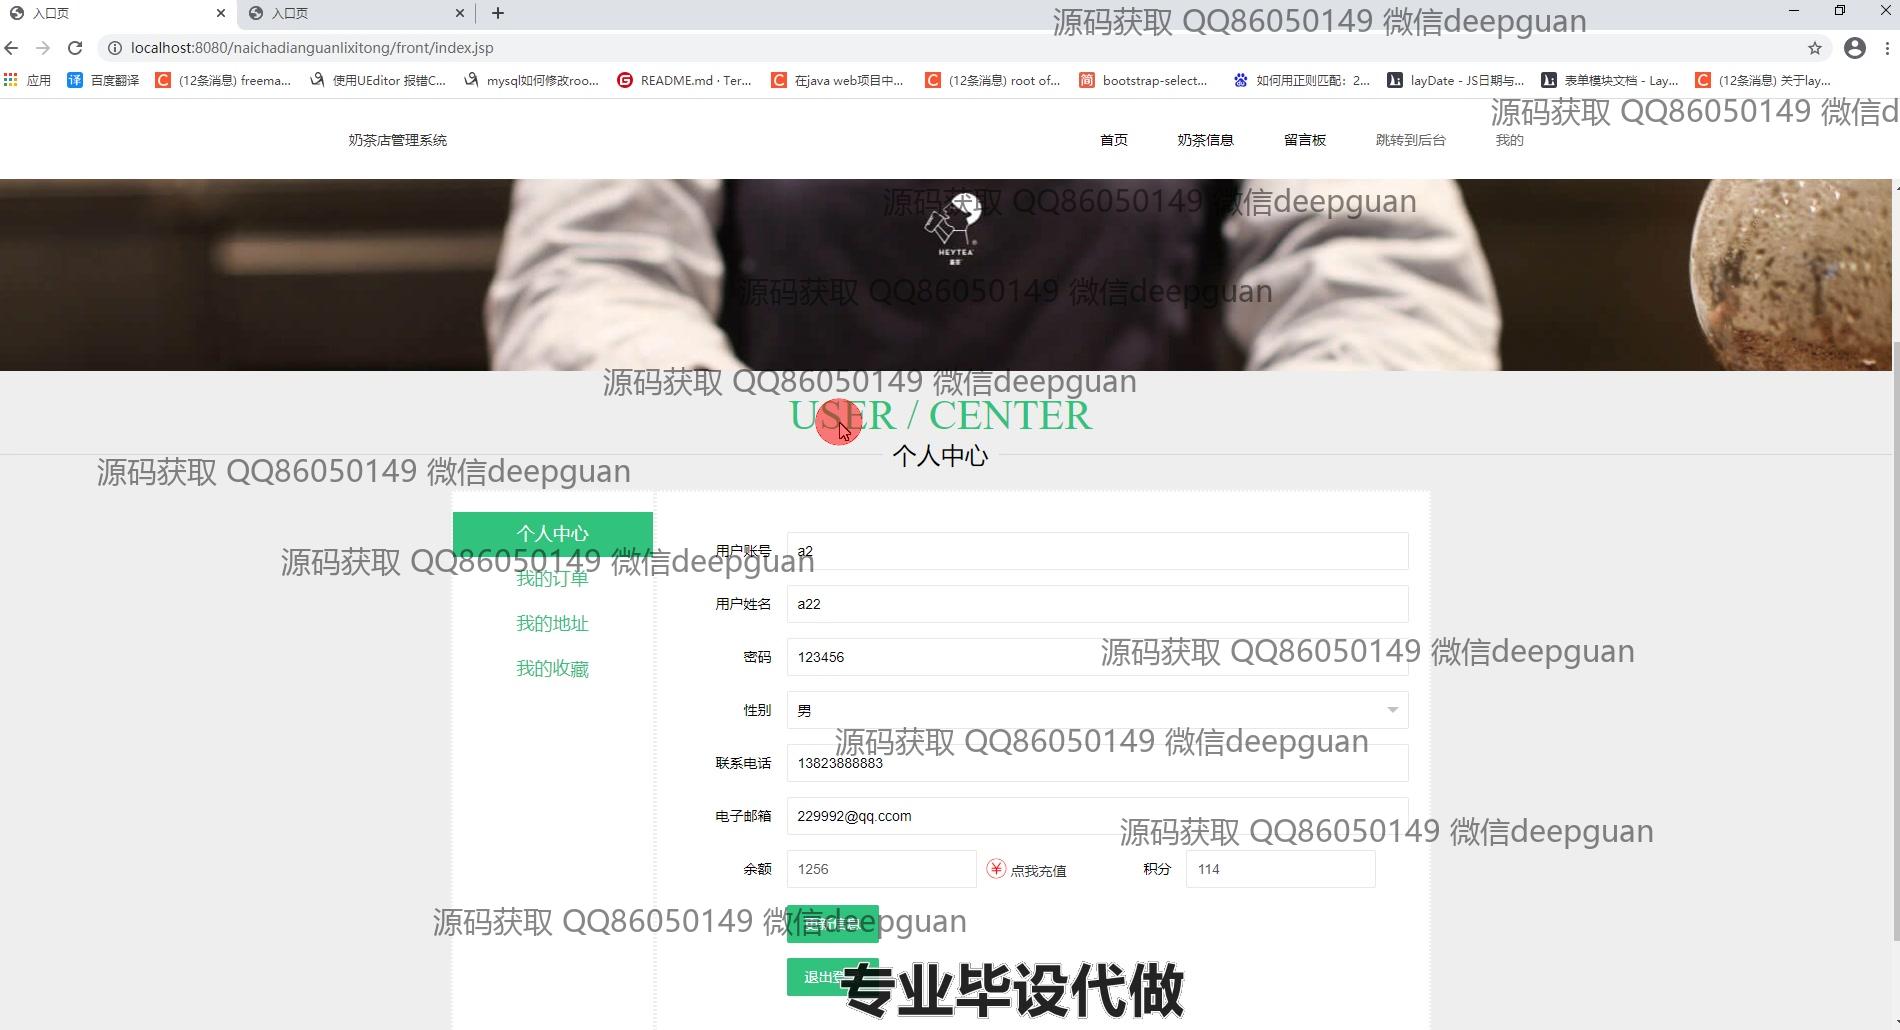 入口页
入口页
源码获取 QQ86050149 微信deepguan
localhost:8080/naichadianguanlixitong/front/index.jsp
应用
百度翻译
(12条消息) freema...
使用UEditor 报错C...
mysql如何修改roo...
README.md · Ter...
在java web项目中...
(12条消息) root of...
bootstrap-select...
如何用正则匹配：2...
layDate - JS日期与...
表单模块文档 - Lay...
(12条消息) 关于lay...
源码获取 QQ86050149 微信d
奶茶店管理系统
首页
奶茶信息
留言板
跳转到后台
我的
源码获取 QQ86050149 微信deepguan
HEYTEA
喜茶
源码获取 QQ86050149 微信deepguan
源码获取 QQ86050149 微信deepguan
USER / CENTER
个人中心
源码获取 QQ86050149 微信deepguan
个人中心
用户账号
a2
源码获取 QQ86050149 微信deepguan
我的订单
用户姓名
a22
我的地址
密码
123456
源码获取 QQ86050149 微信deepguan
我的收藏
性别
男
源码获取 QQ86050149 微信deepguan
联系电话
13823888883
电子邮箱
229992@qq.ccom
源码获取 QQ86050149 微信deepguan
余额
1256
点我充值
积分
114
源码获取 QQ86050149 微信deepguan
更新信息
退出登
专业毕设代做